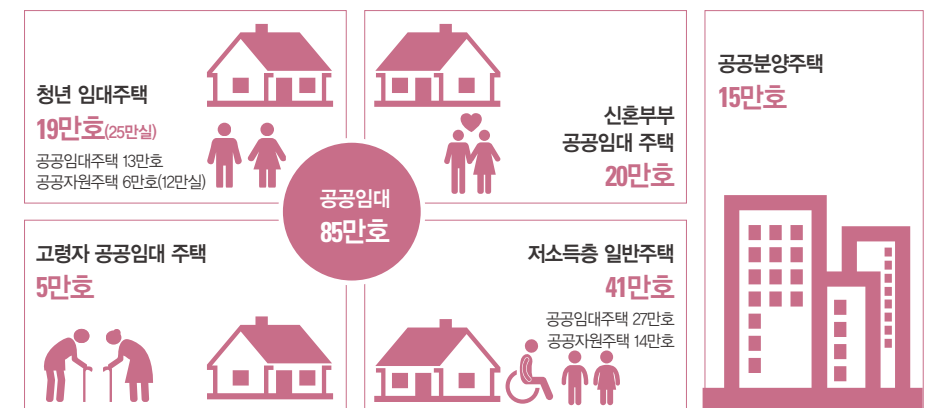 청년 임대주택
19만호(25만실)
공공임대주택 13만호
공공자원주택 6만호(12만실)
신혼부부
공공임대 주택
20만호
공공임대
85만호
고령자 공공임대 주택
5만호
저소득층 일반주택
41만호
공공임대주택 27만호
공공자원주택 14만호
공공분양주택
15만호